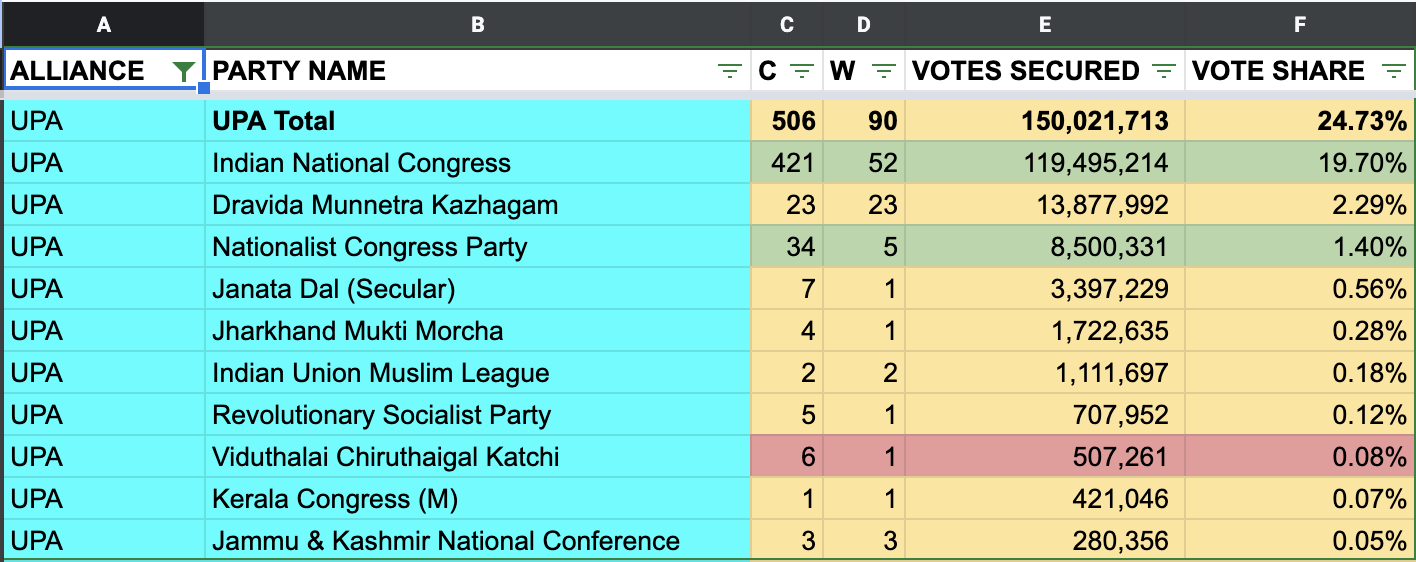 A B C D E F
ALLIANCE PARTY NAME C W VOTES SECURED VOTE SHARE
UPA UPA Total 506 90 150,021,713 24.73%
UPA Indian National Congress 421 52 119,495,214 19.70%
UPA Dravida Munnetra Kazhagam 23 23 13,877,992 2.29%
UPA Nationalist Congress Party 34 5 8,500,331 1.40%
UPA Janata Dal (Secular) 7 1 3,397,229 0.56%
UPA Jharkhand Mukti Morcha 4 1 1,722,635 0.28%
UPA Indian Union Muslim League 2 2 1,111,697 0.18%
UPA Revolutionary Socialist Party 5 1 707,952 0.12%
UPA Viduthalai Chiruthaigal Katchi 6 1 507,261 0.08%
UPA Kerala Congress (M) 1 1 421,046 0.07%
UPA Jammu & Kashmir National Conference 3 3 280,356 0.05%